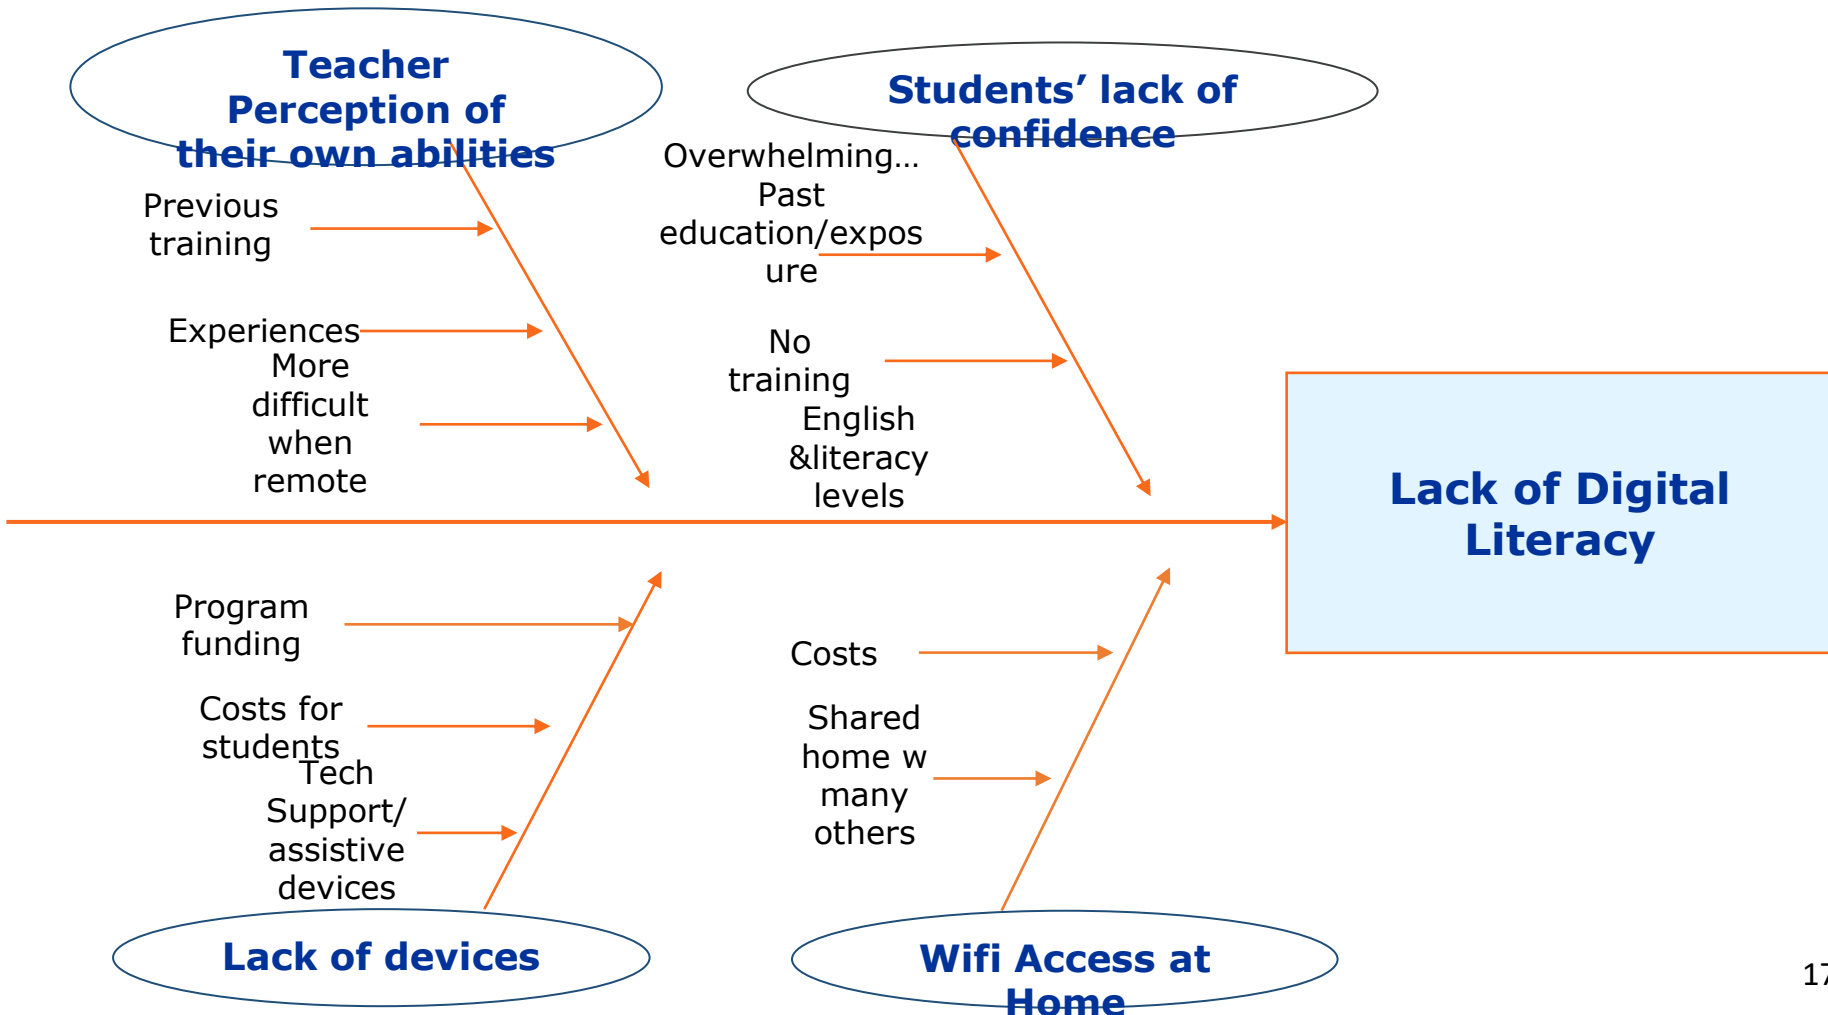 Teacher
Perception of
their own abilities
Previous
training
Experiences
More
difficult
when
remote
Students’ lack of
confidence
Overwhelming…
Past
education/expos
ure
No
training
English
&literacy
levels
Lack of Digital
Literacy
Program
funding
Costs for
students
Tech
Support/
assistive
devices
Lack of devices
Costs
Shared
home w
many
others
Wifi Access at
Home
17